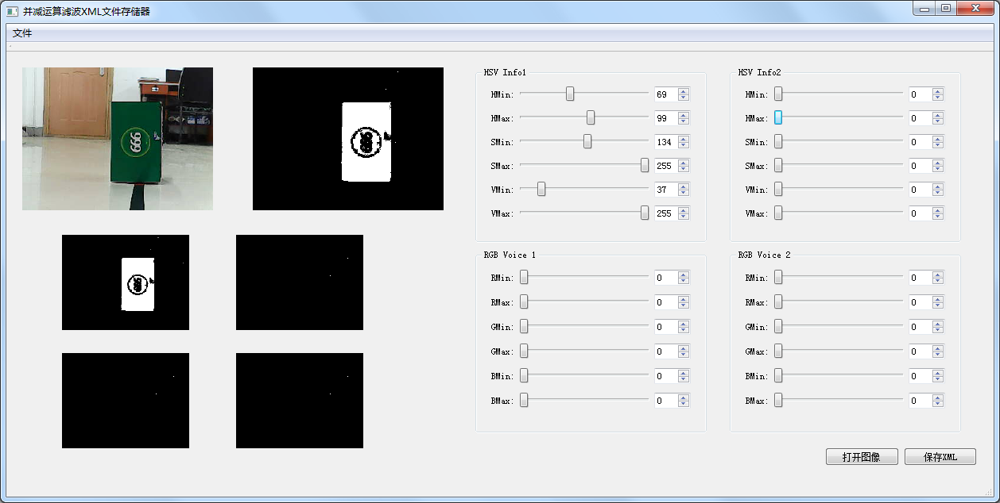 并减运算滤波XML文件存储器
文件
666
HSV Info1
HMin: 69
HMax: 99
SMin: 134
SMax: 255
VMin: 37
VMax: 255
HSV Info2
HMin: 0
HMax: 0
SMin: 0
SMax: 0
VMin: 0
VMax: 0
RGB Voice 1
RMin: 0
RMax: 0
GMin: 0
GMax: 0
BMin: 0
BMax: 0
RGB Voice 2
RMin: 0
RMax: 0
GMin: 0
GMax: 0
BMin: 0
BMax: 0
打开图像
保存XML